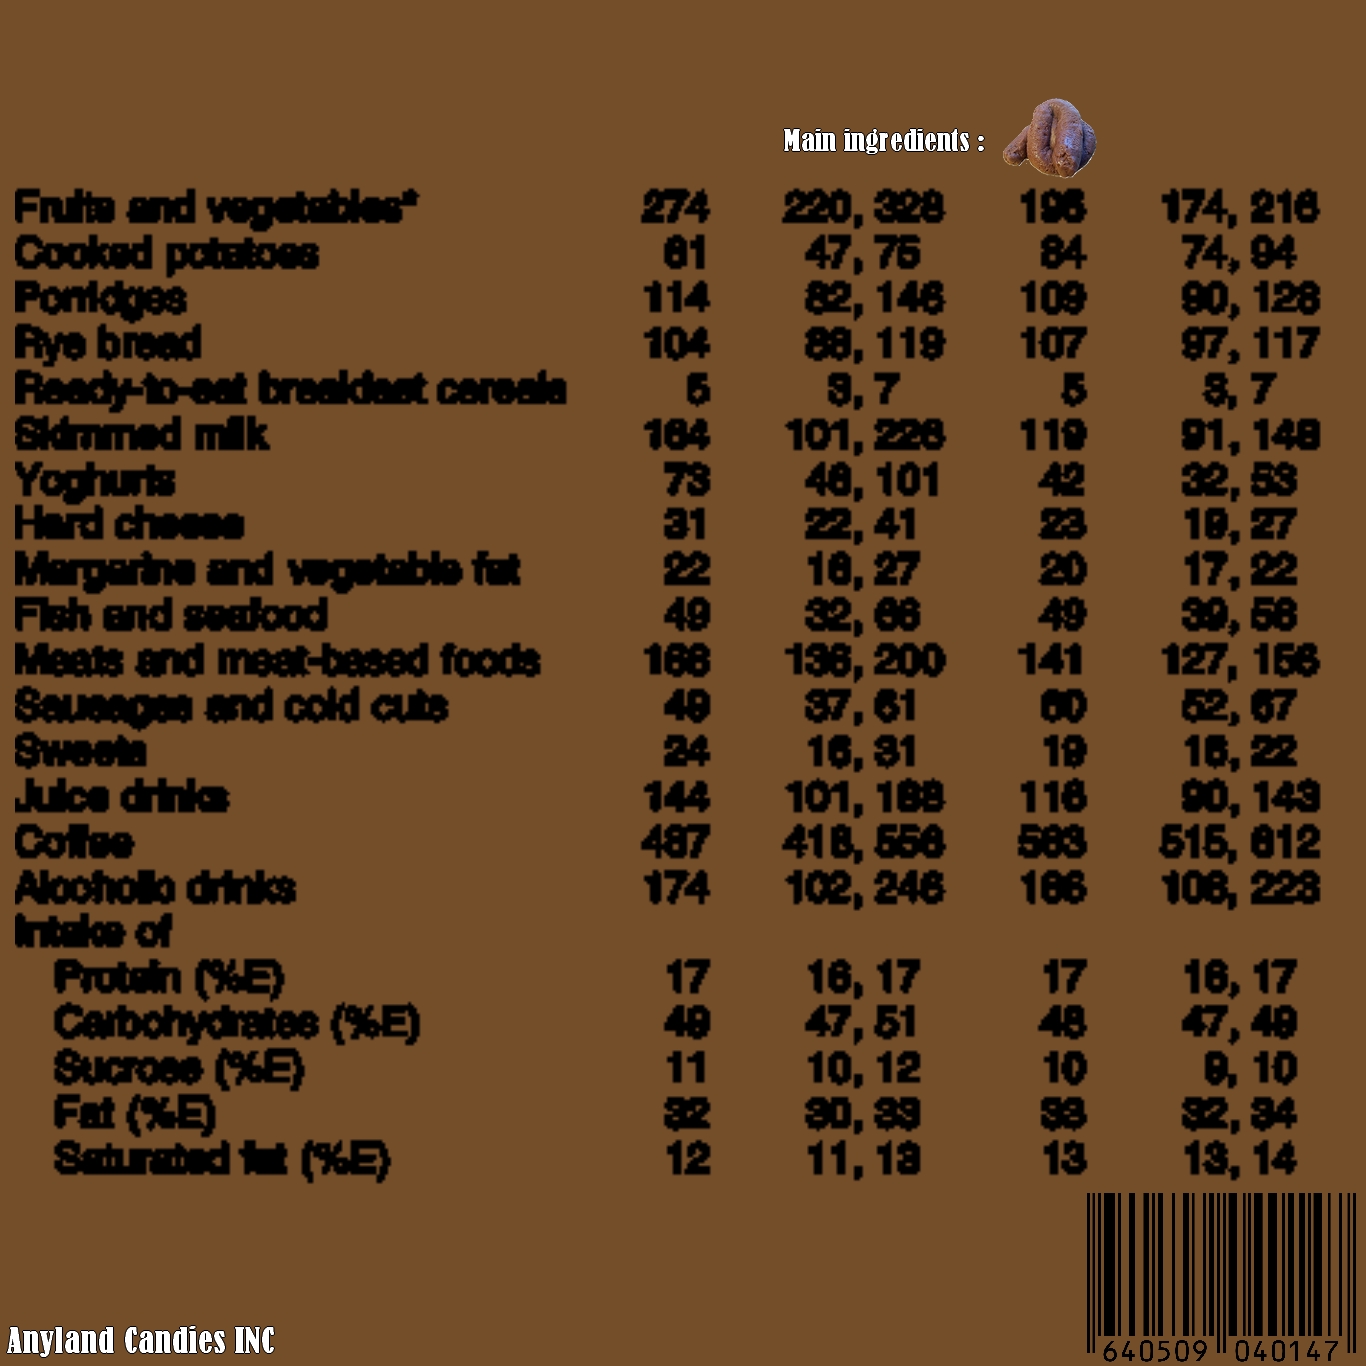 Main ingredients :
Fruits and vegetables* 274 220, 328 195 174, 216
Cooked potatoes 61 47, 75 84 74, 94
Porridges 114 82, 146 109 90, 128
Rye bread 104 88, 119 107 97, 117
Ready-to-eat breakfast cereals 5 3, 7 5 3, 7
Skimmed milk 164 101, 226 119 91, 148
Yoghurts 73 46, 101 42 32, 53
Hard cheese 31 22, 41 23 19, 27
Margarine and vegetable fat 22 16, 27 20 17, 22
Fish and seafood 49 32, 66 49 39, 58
Meats and meat-based foods 168 136, 200 141 127, 156
Sausages and cold cuts 49 37, 61 60 52, 67
Sweets 24 16, 31 19 16, 22
Juice drinks 144 101, 188 116 90, 143
Coffee 487 418, 556 563 515, 612
Alcoholic drinks 174 102, 246 166 108, 223
Intake of
Protein (%E) 17 16, 17 17 16, 17
Carbohydrates (%E) 49 47, 51 48 47, 49
Sucrose (%E) 11 10, 12 10 9, 10
Fat (%E) 32 30, 33 33 32, 34
Saturated fat (%E) 12 11, 13 13 13, 14
Anyland Candies INC
640509 040147